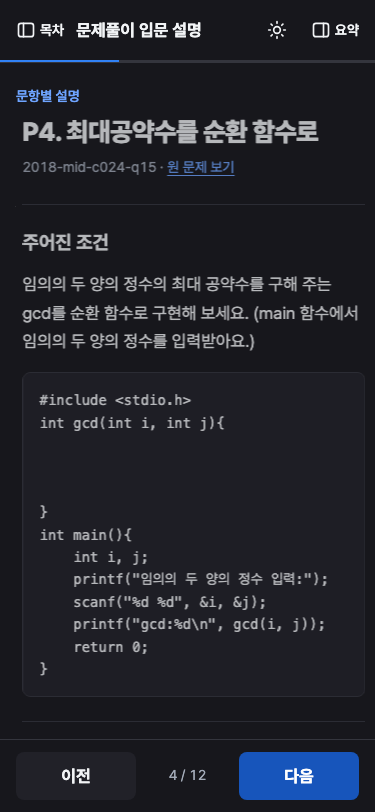 목차 문제풀이 입문 설명 요약
문항별 설명
P4. 최대공약수를 순환 함수로
2018-mid-c024-q15 · 원 문제 보기
주어진 조건
임의의 두 양의 정수의 최대 공약수를 구해 주는
gcd를 순환 함수로 구현해 보세요. (main 함수에서
임의의 두 양의 정수를 입력받아요.)
#include <stdio.h>
int gcd(int i, int j){
}
int main(){
    int i, j;
    printf("임의의 두 양의 정수 입력:");
    scanf("%d %d", &i, &j);
    printf("gcd:%d\n", gcd(i, j));
    return 0;
}
이전 4 / 12 다음